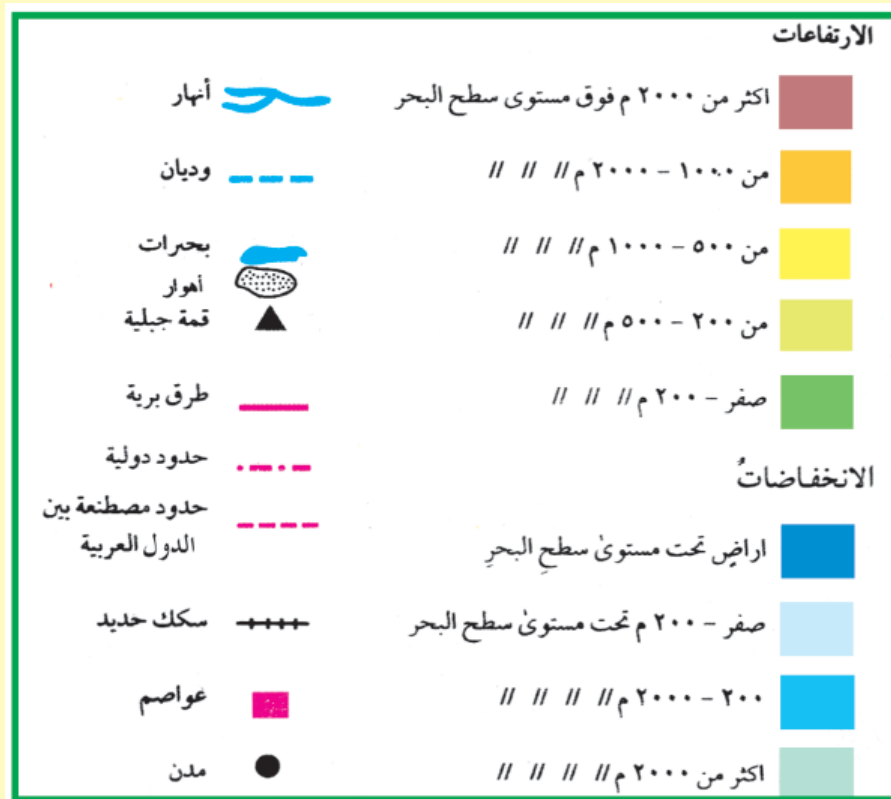 الارتفاعات
اكثر من ٢٠٠٠ م فوق مستوى سطح البحر
أنهار
من ١٠٠٠ – ٢٠٠٠ م // // //
وديان
من ٥٠٠ – ١٠٠٠ م // // //
بحيرات
أهوار
من ٢٠٠ – ٥٠٠ م // // //
قمة جبلية
صفر – ٢٠٠ م // // //
طرق برية
حدود دولية
الانخفاضاتُ
حدود مصطنعة بين
الدول العربية
اراضٍ تحت مستوىٰ سطحِ البحرِ
صفر – ٢٠٠ م تحت مستوىٰ سطح البحر
سكك حديد
٢٠٠ – ٢٠٠٠ م // // // //
عواصم
اكثر من ٢٠٠٠ م // // // //
مدن